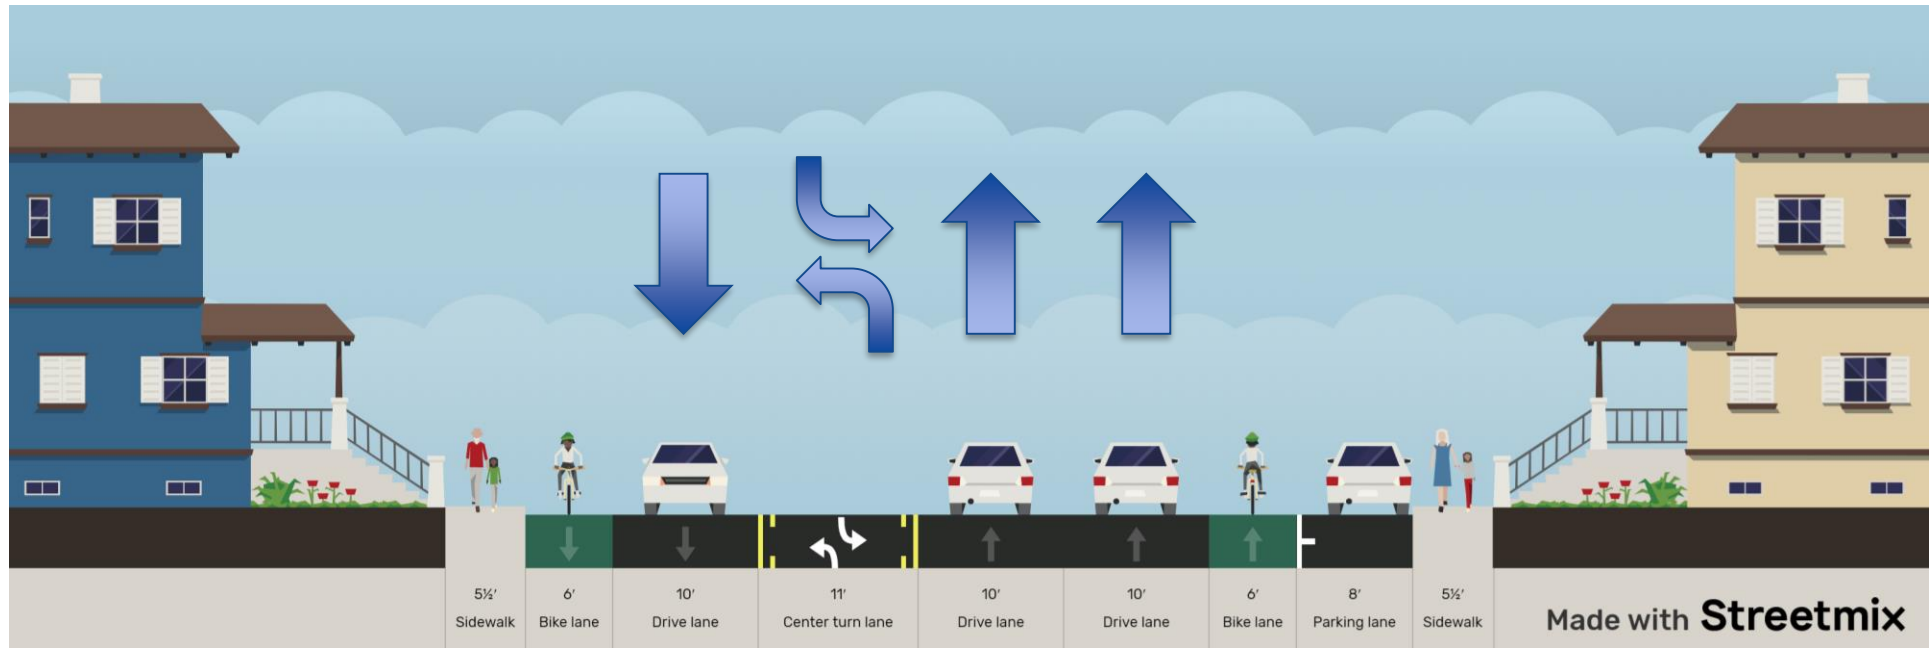 5½′
Sidewalk
6′
Bike lane
10′
Drive lane
11′
Center turn lane
10′
Drive lane
10′
Drive lane
6′
Bike lane
8′
Parking lane
5½′
Sidewalk
Made with Streetmix